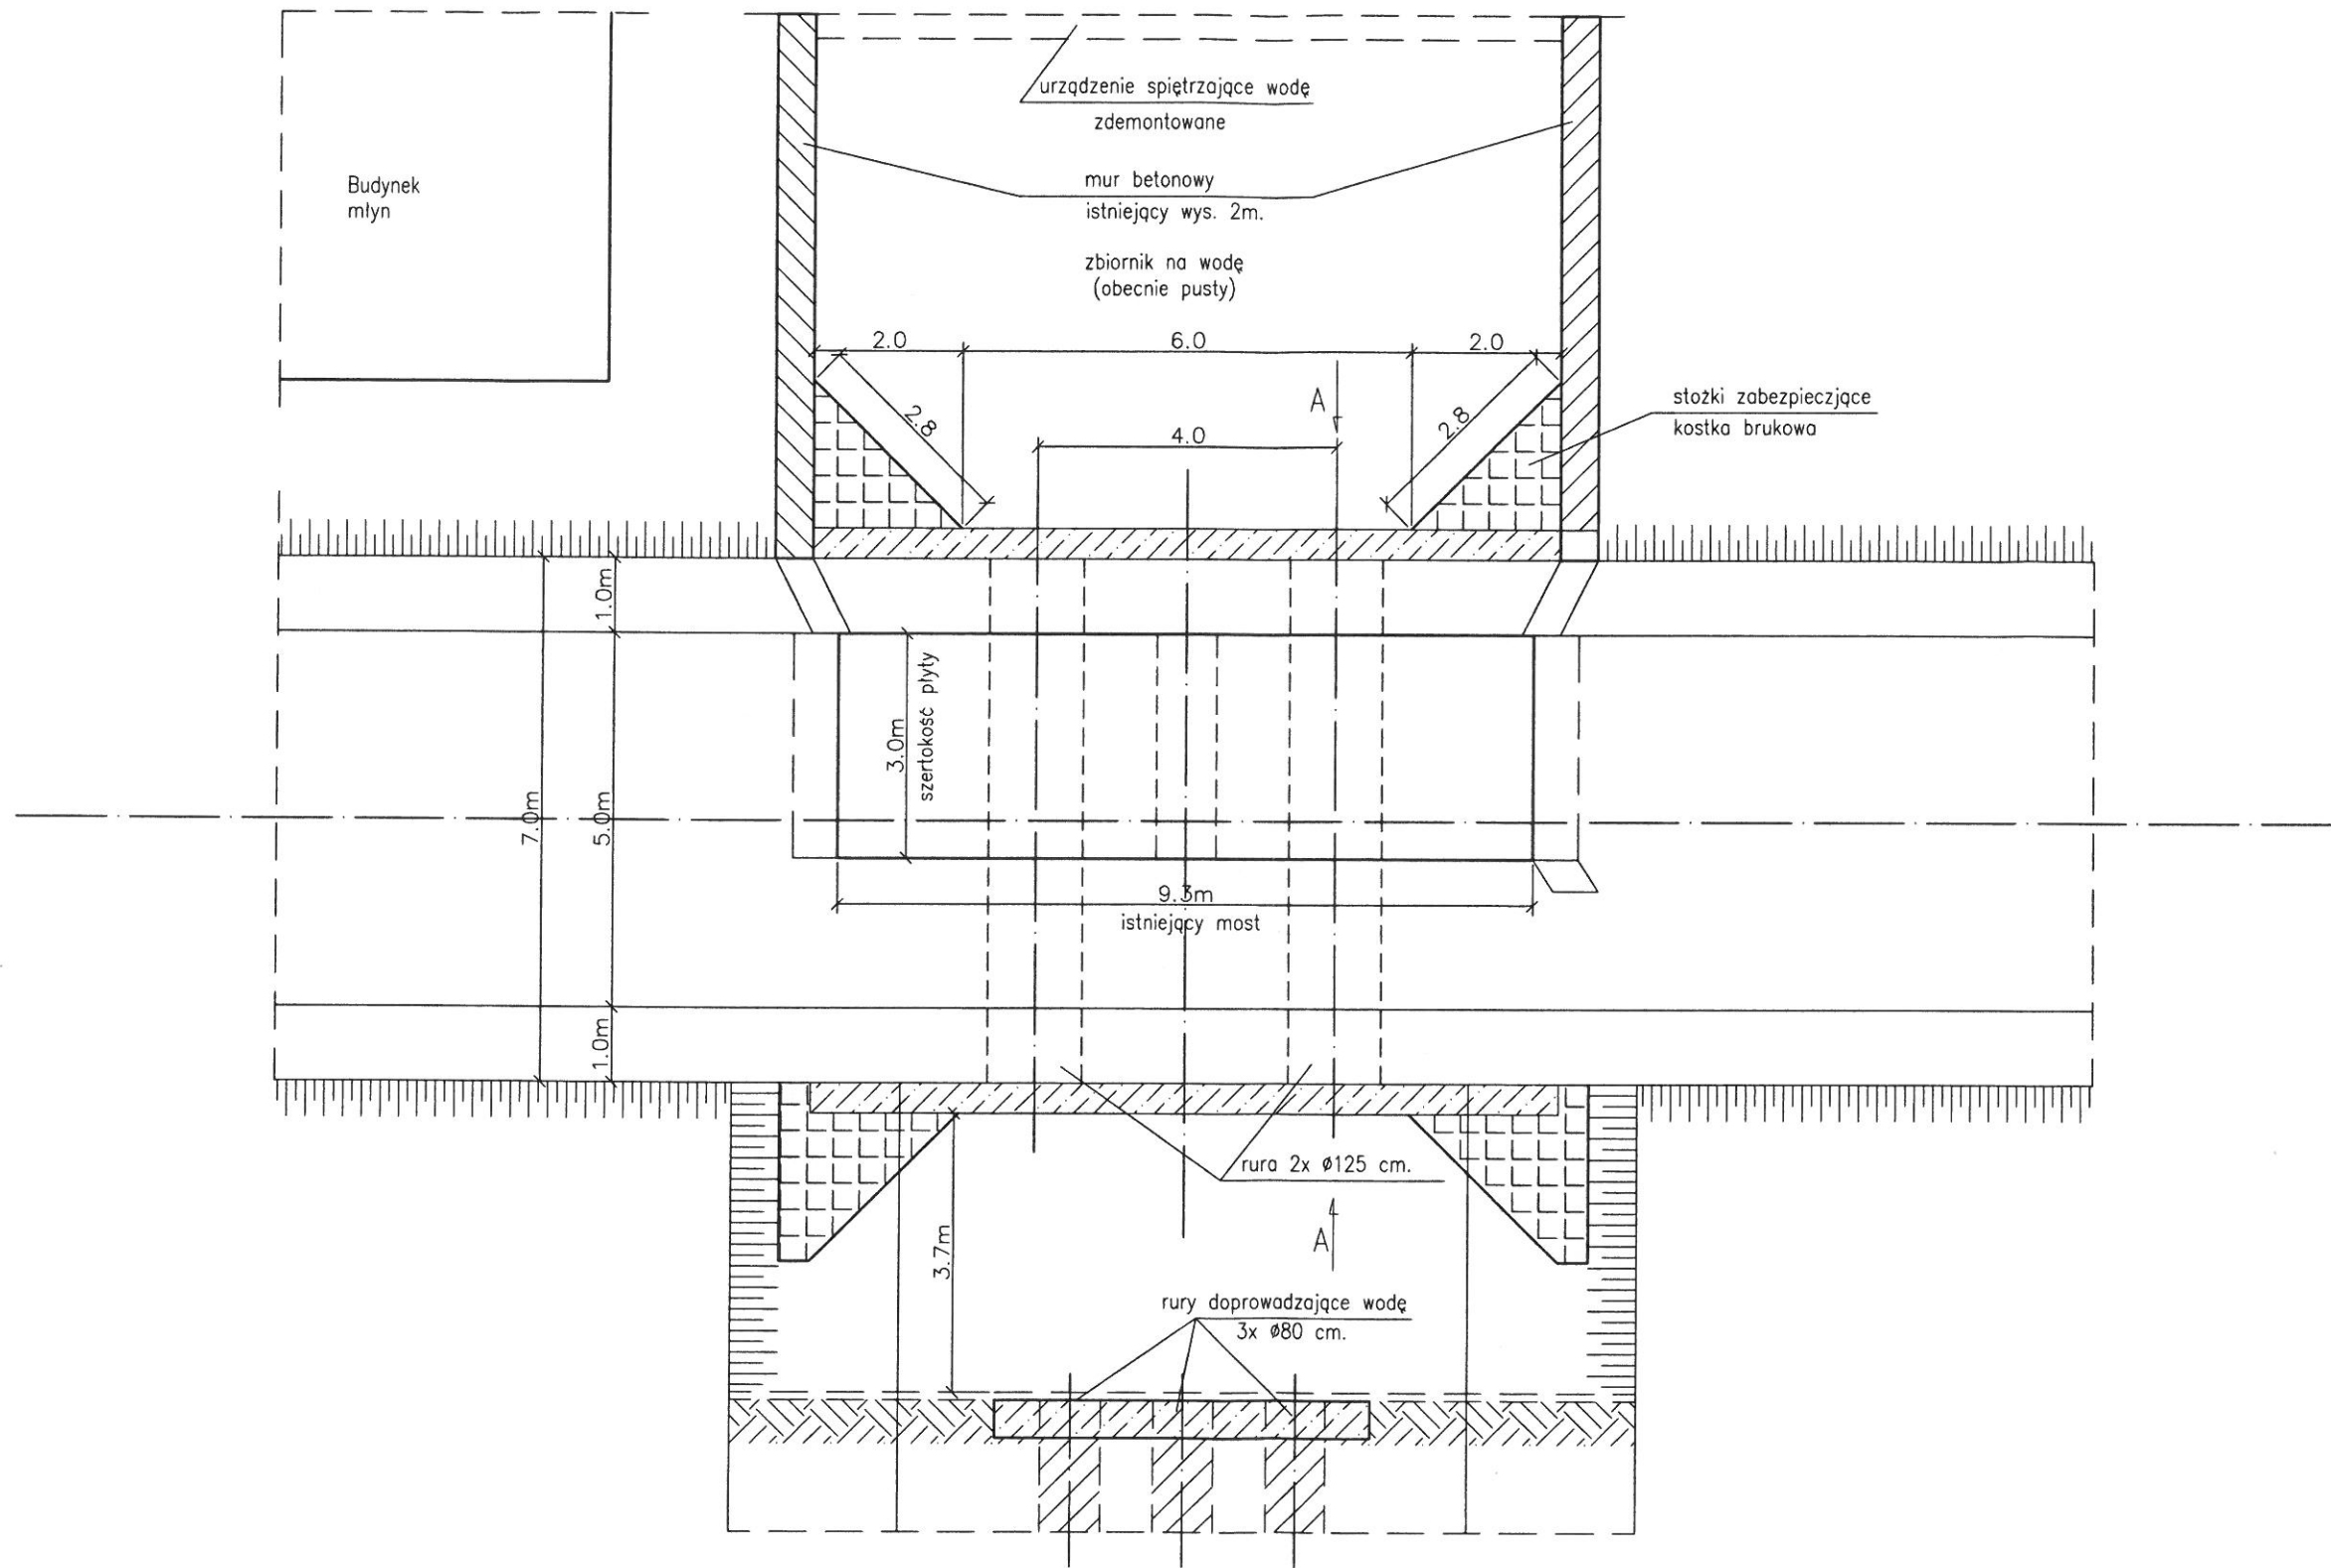 urządzenie spiętrzające wodę
zdemontowane
Budynek
młyn
mur betonowy
istniejący wys. 2m.
zbiornik na wodę
(obecnie pusty)
2.0
6.0
2.0
2.8
2.8
A
4.0
stożki zabezpieczjące
kostka brukowa
1.0m
3.0m
szertokość płyty
7.0m
5.0m
9.3m
istniejący most
1.0m
rura 2x ø125 cm.
A
3.7m
rury doprowadzające wodę
3x ø80 cm.